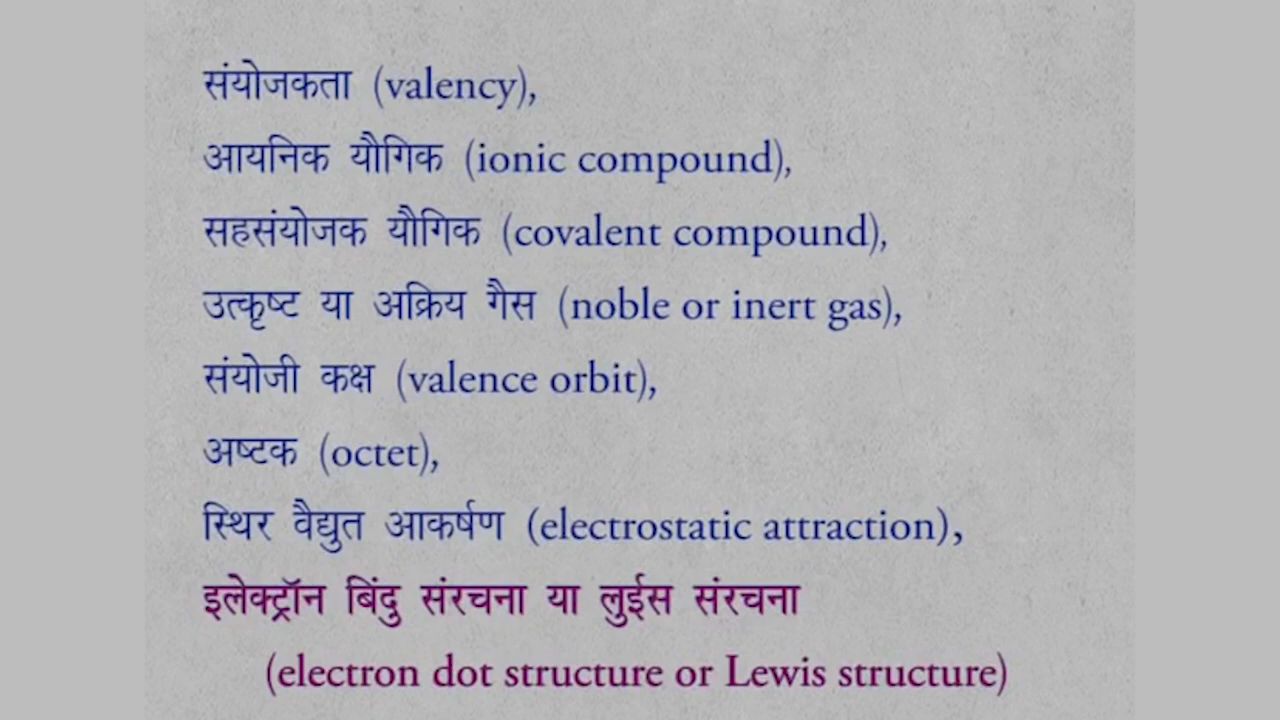 संयोजकता (valency),
आयनिक यौगिक (ionic compound),
सहसंयोजक यौगिक (covalent compound),
उत्कृष्ट या अक्रिय गैस (noble or inert gas),
संयोजी कक्ष (valence orbit),
अष्टक (octet),
स्थिर वैद्युत आकर्षण (electrostatic attraction),
इलेक्ट्रॉन बिंदु संरचना या लुईस संरचना
(electron dot structure or Lewis structure)